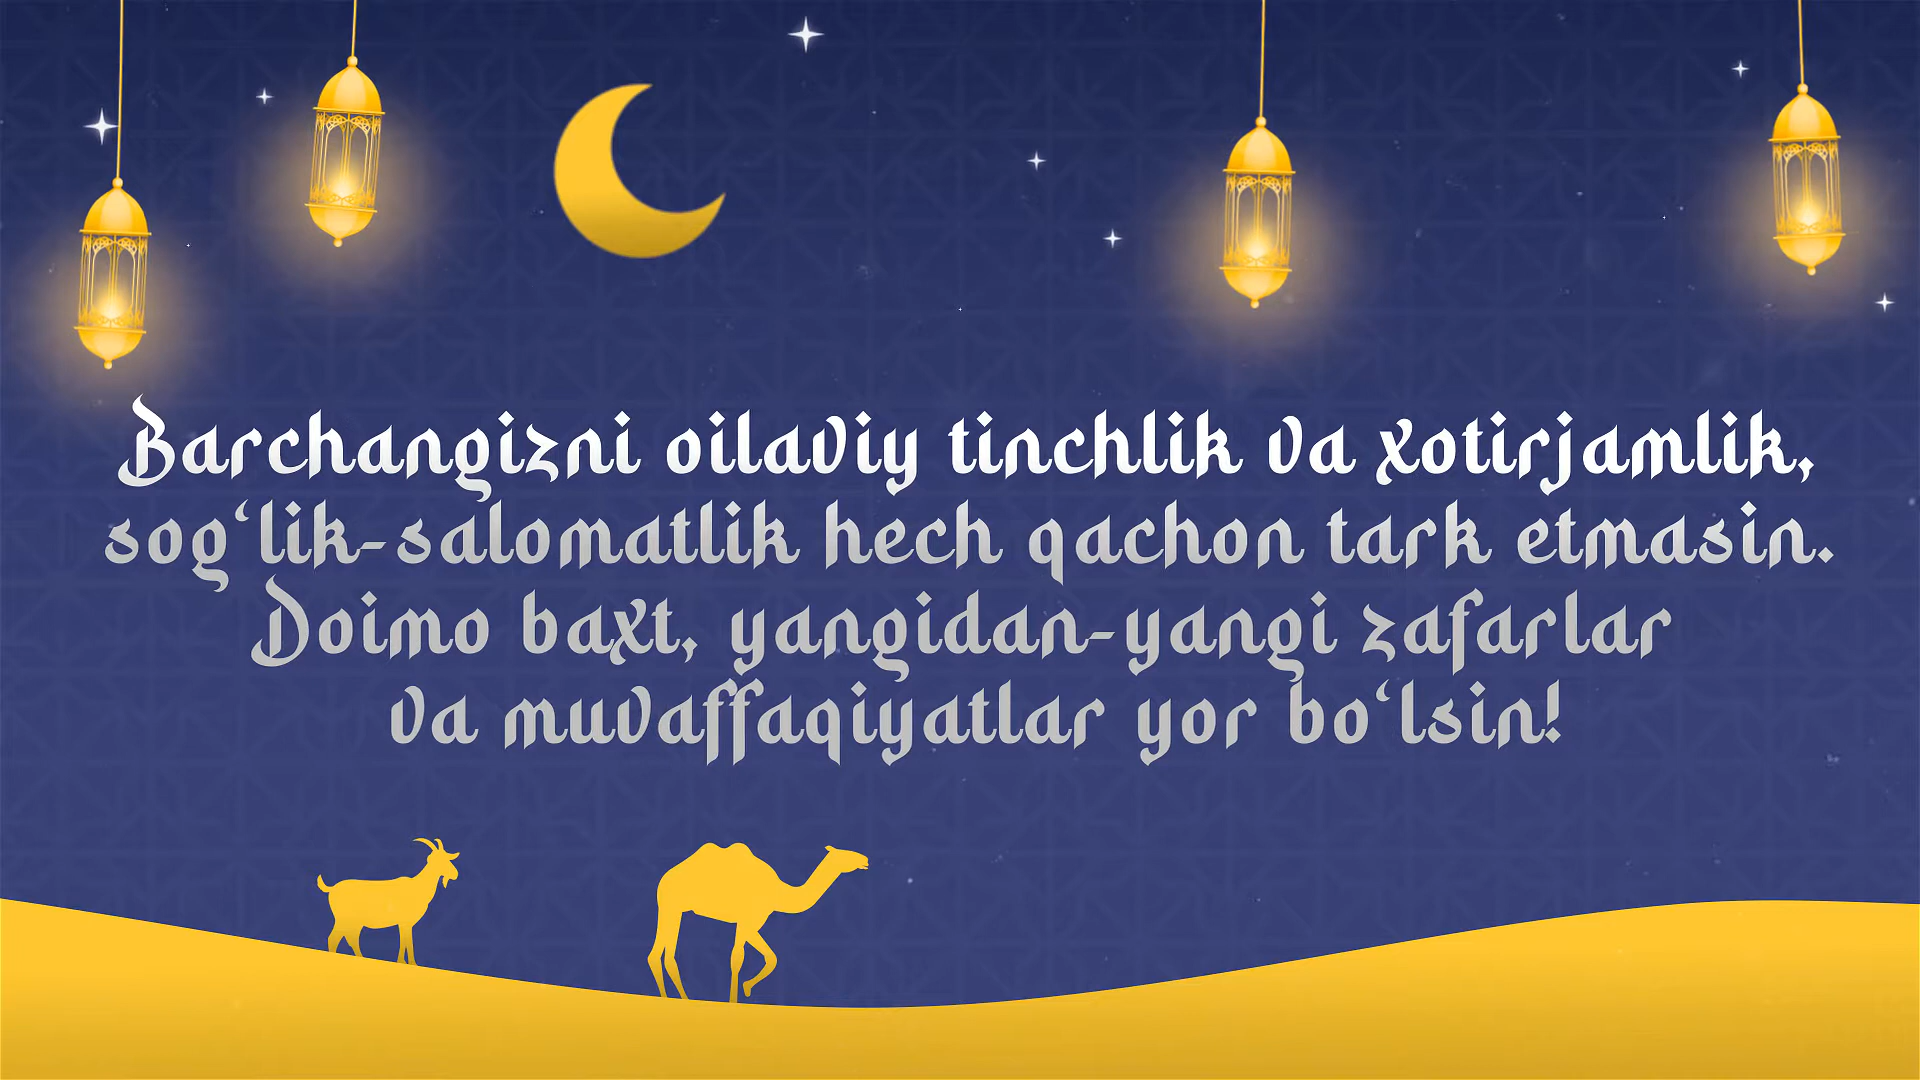 Barchangizni oilaviy tinchlik va xotirjamlik,
sog‘lik-salomatlik hech qachon tark etmasin.
Doimo baxt, yangidan-yangi zafarlar
va muvaffaqiyatlar yor bo‘lsin!